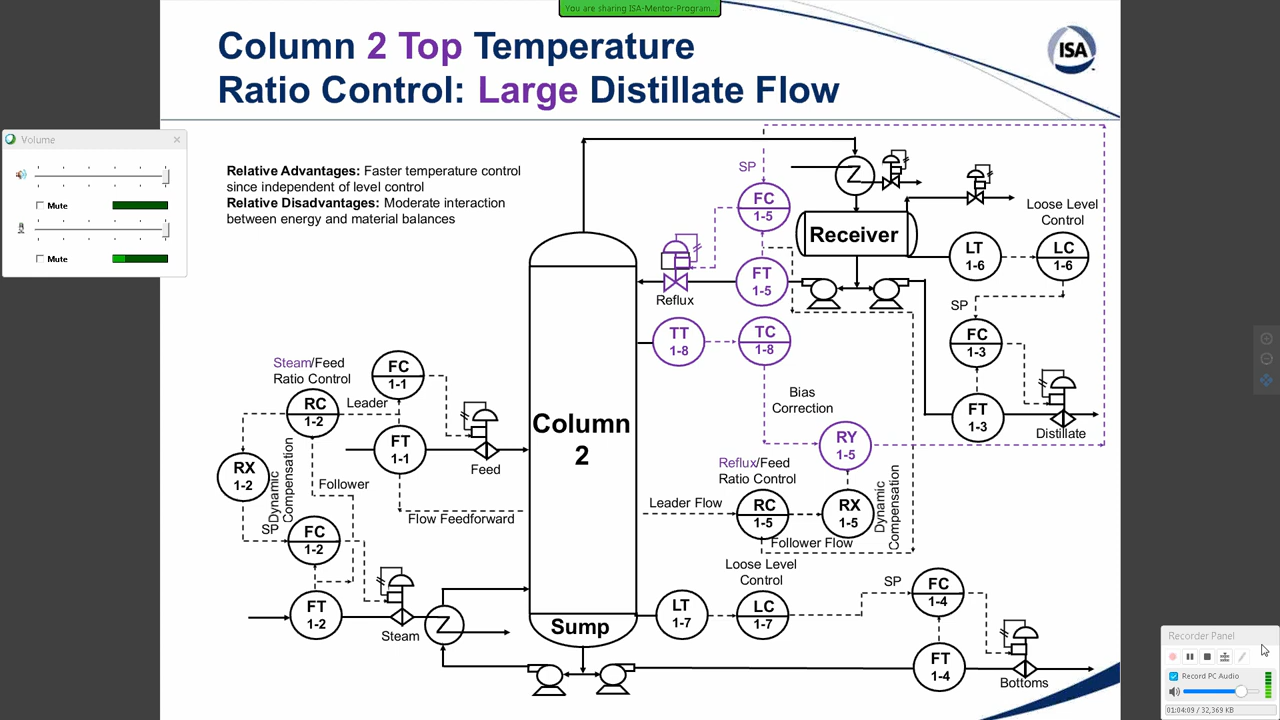 You are sharing ISA-Mentor-Program...
Column 2 Top Temperature
Ratio Control: Large Distillate Flow
ISA
Volume
Mute
Mute
Relative Advantages: Faster temperature control
since independent of level control
Relative Disadvantages: Moderate interaction
between energy and material balances
SP
FC
1-5
Z
Receiver
Loose Level
Control
LT
1-6
LC
1-6
FT
1-5
Reflux
SP
TT
1-8
TC
1-8
FC
1-3
Steam/Feed
Ratio Control
FC
1-1
Leader
RC
1-2
Bias
Correction
FT
1-3
Distillate
Column
2
FT
1-1
Feed
RY
1-5
RX
1-2
Dynamic
Compensation
Follower
Reflux/Feed
Ratio Control
Leader Flow
RC
1-5
RX
1-5
Dynamic
Compensation
Flow Feedforward
SP
FC
1-2
Follower Flow
Loose Level
Control
SP
FC
1-4
FT
1-2
Steam
Z
Sump
LT
1-7
LC
1-7
FT
1-4
Bottoms
Recorder Panel
Record PC Audio
01:04:09 / 32,369 KB